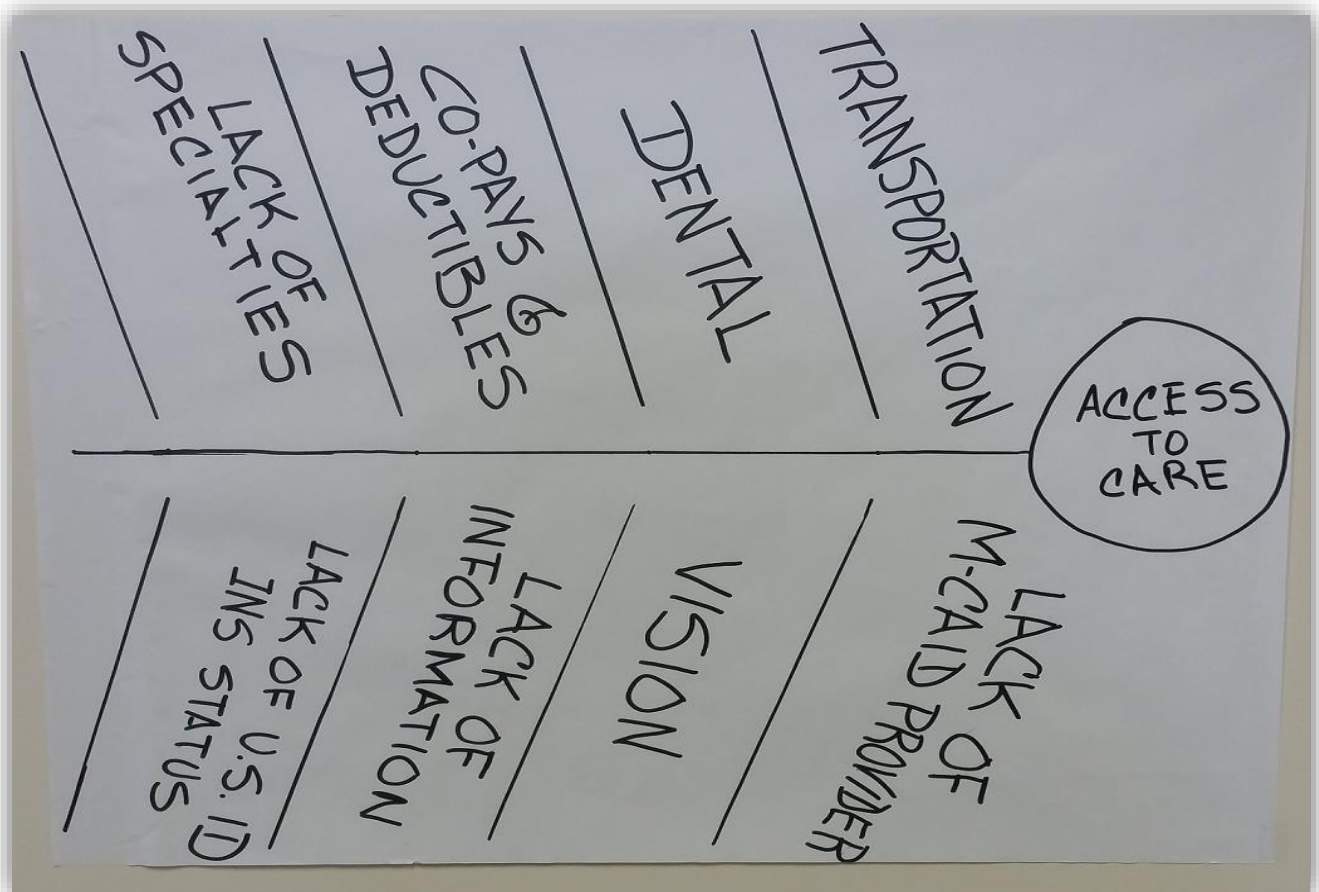 LACK OF
SPECIALTIES
CO-PAYS &
DEDUCTIBLES
DENTAL
TRANSPORTATION
ACCESS
TO
CARE
LACK OF U.S. ID
INS STATUS
LACK OF
INFORMATION
VISION
LACK OF
M-CAID PROVIDER